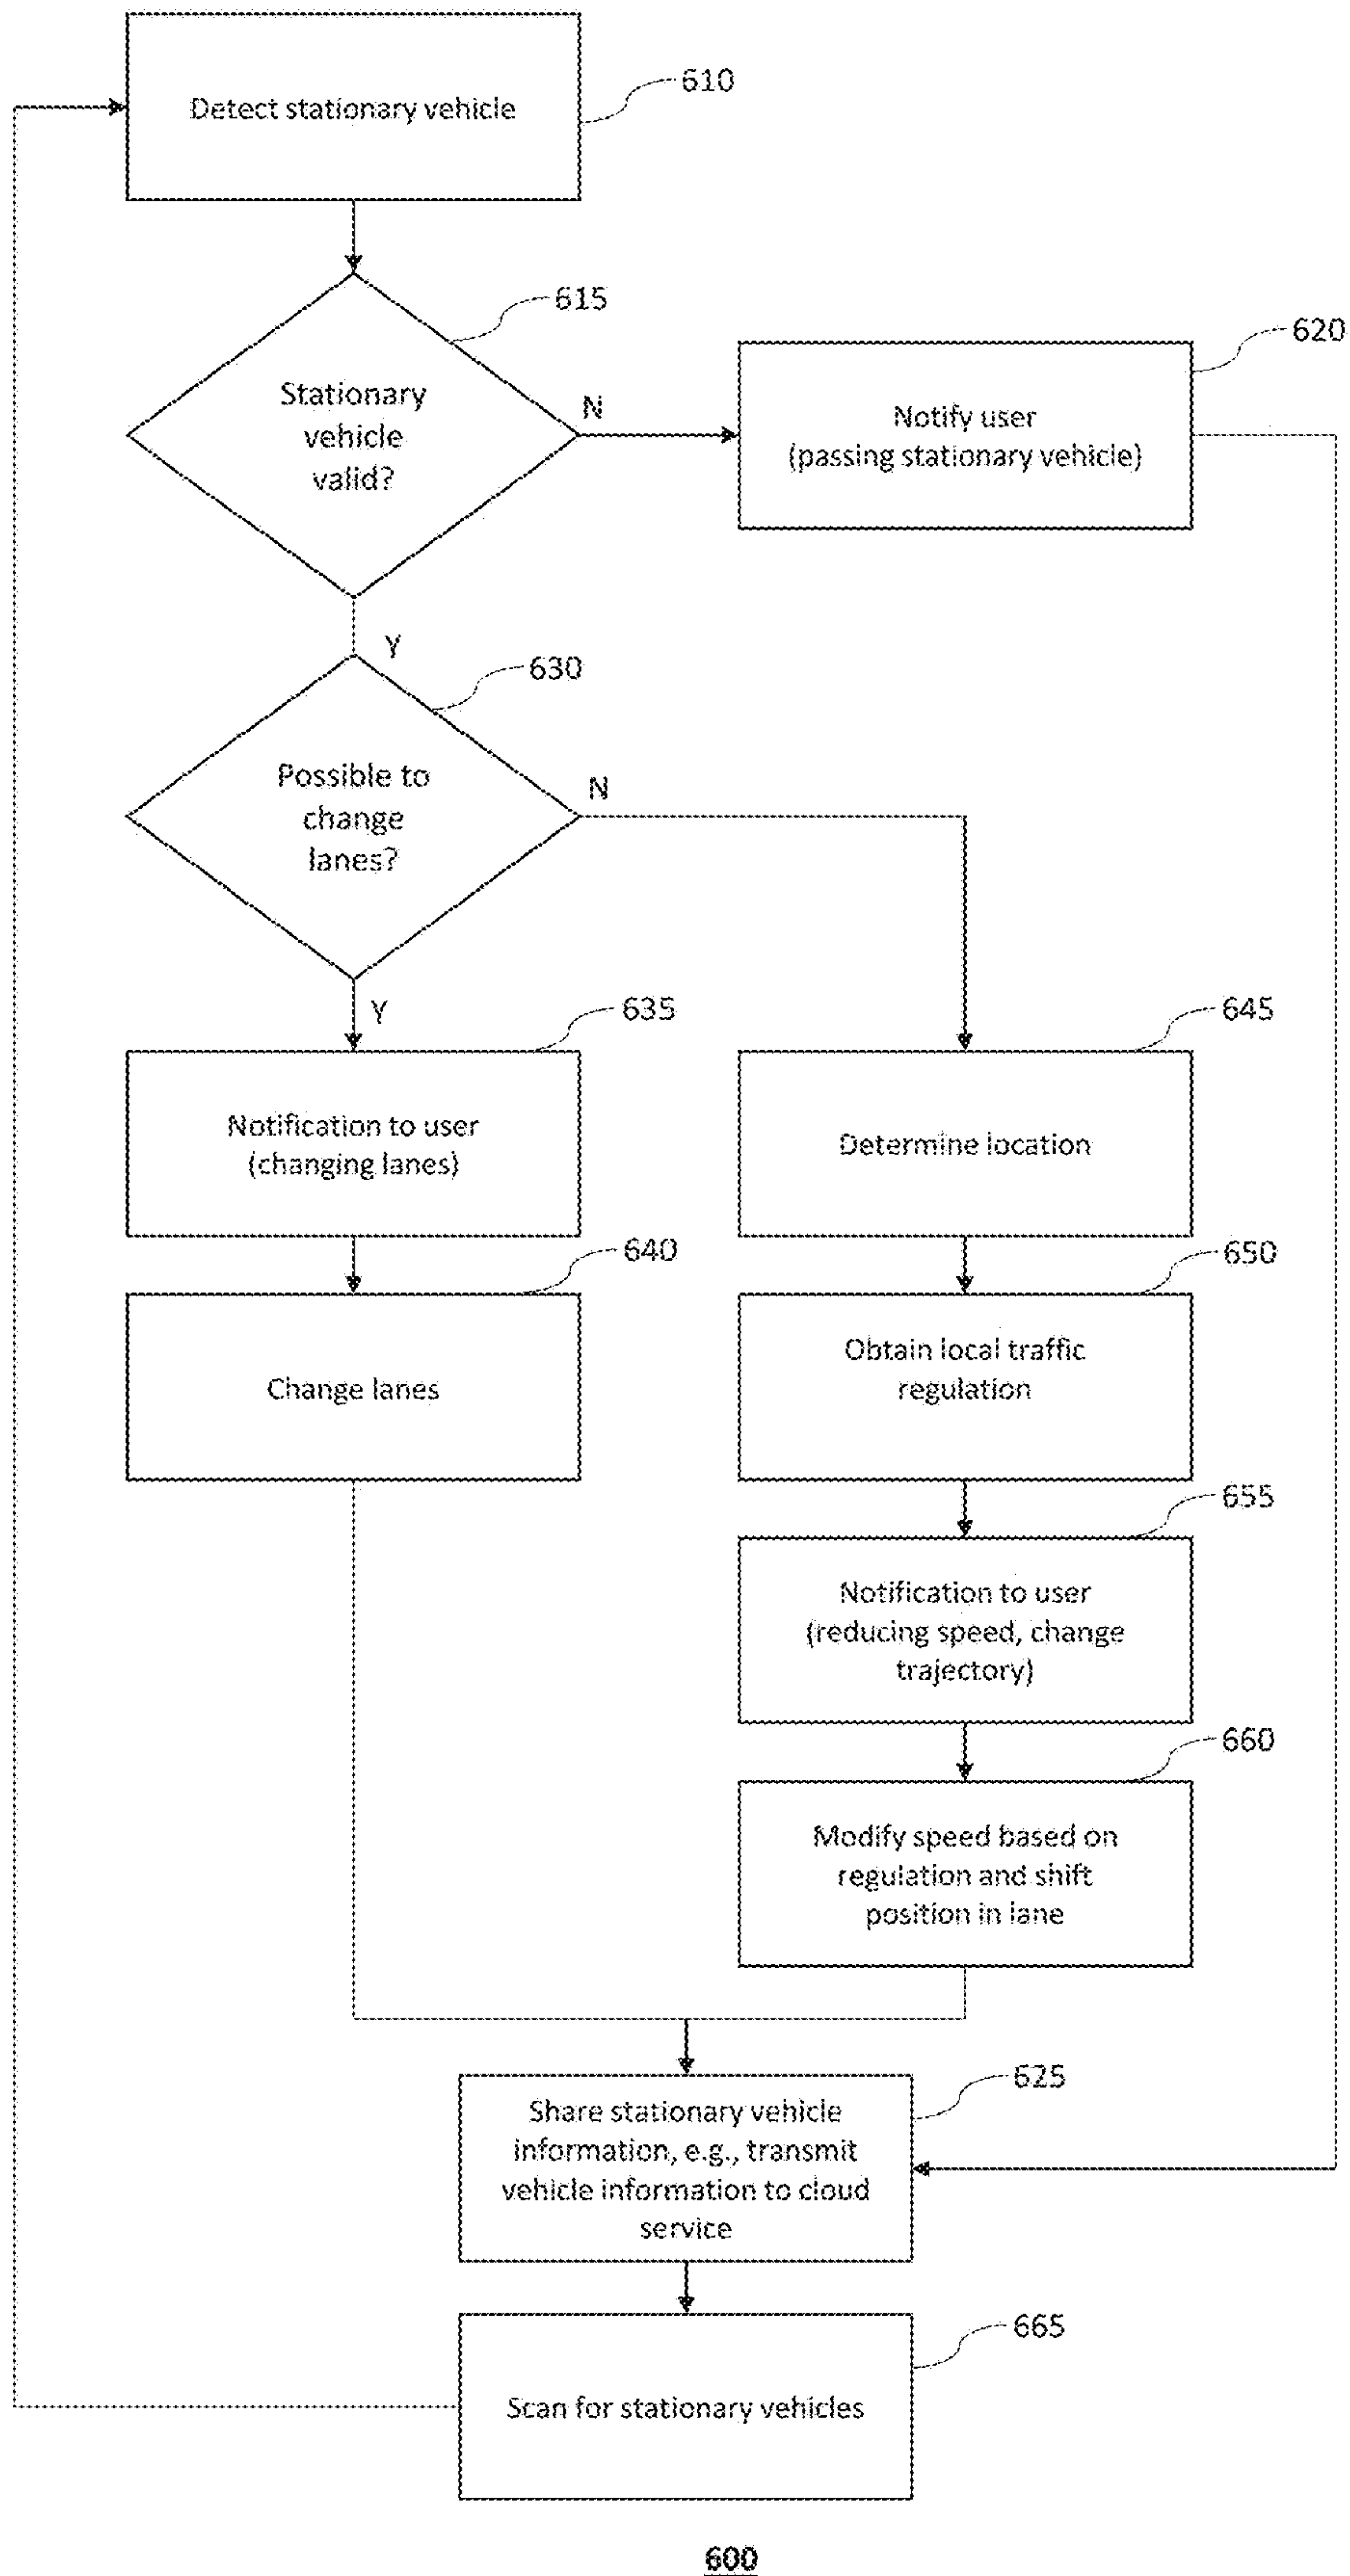 Detect stationary vehicle
610
Stationary
vehicle
valid?
615
N
Notify user
(passing stationary vehicle)
620
Y
Possible to
change
lanes?
630
N
Y
Notification to user
(changing lanes)
635
Determine location
645
Change lanes
640
Obtain local traffic
regulation
650
Notification to user
(reducing speed, change
trajectory)
655
Modify speed based on
regulation and shift
position in lane
660
Share stationary vehicle
information, e.g., transmit
vehicle information to cloud
service
625
Scan for stationary vehicles
665
600